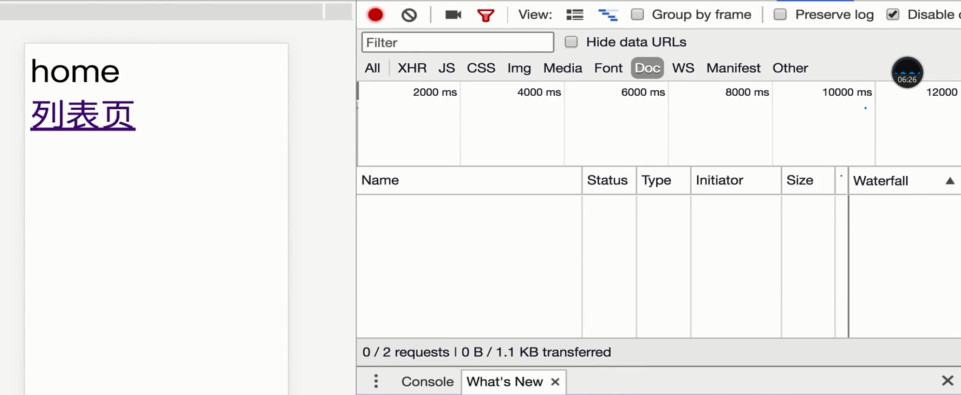 home
列表页
View: Group by frame Preserve log Disable
Filter Hide data URLs
All XHR JS CSS Img Media Font Doc WS Manifest Other
06:26
2000 ms 4000 ms 6000 ms 8000 ms 10000 ms 12000
Name Status Type Initiator Size Waterfall
0 / 2 requests | 0 B / 1.1 KB transferred
Console What's New